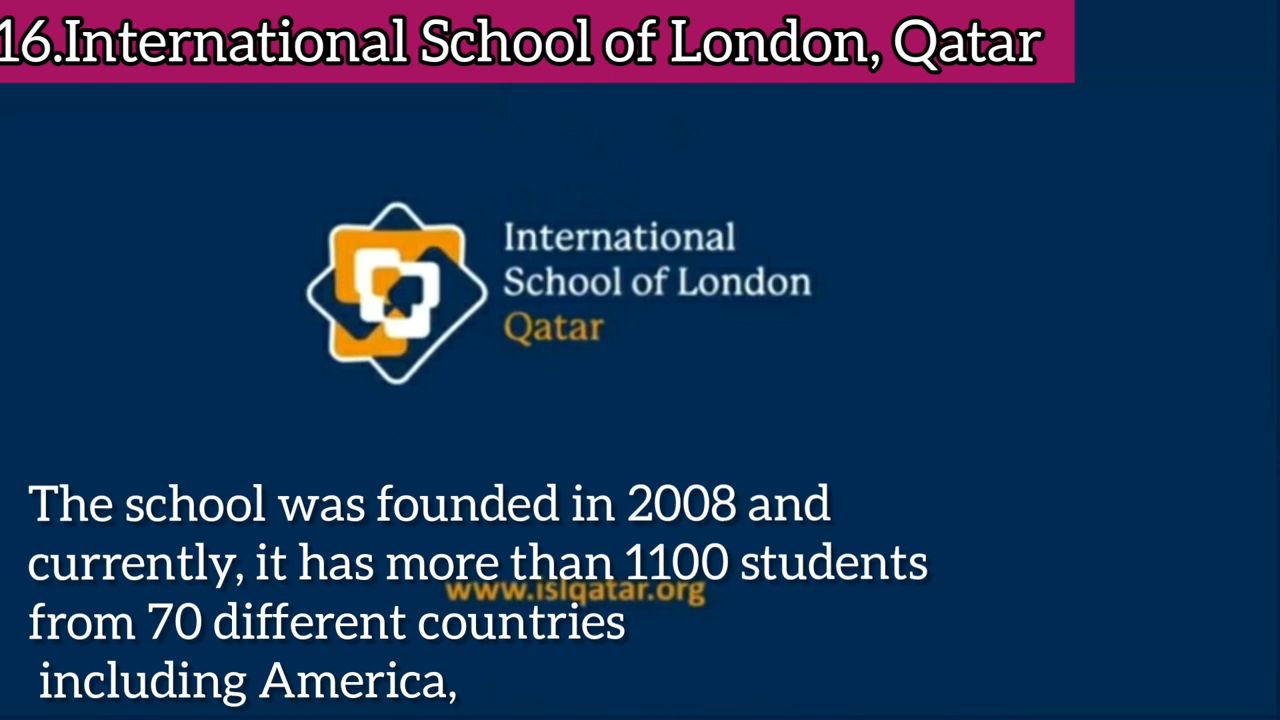 16.International School of London, Qatar
International
School of London
Qatar
The school was founded in 2008 and
currently, it has more than 1100 students
www.islqatar.org
from 70 different countries
including America,